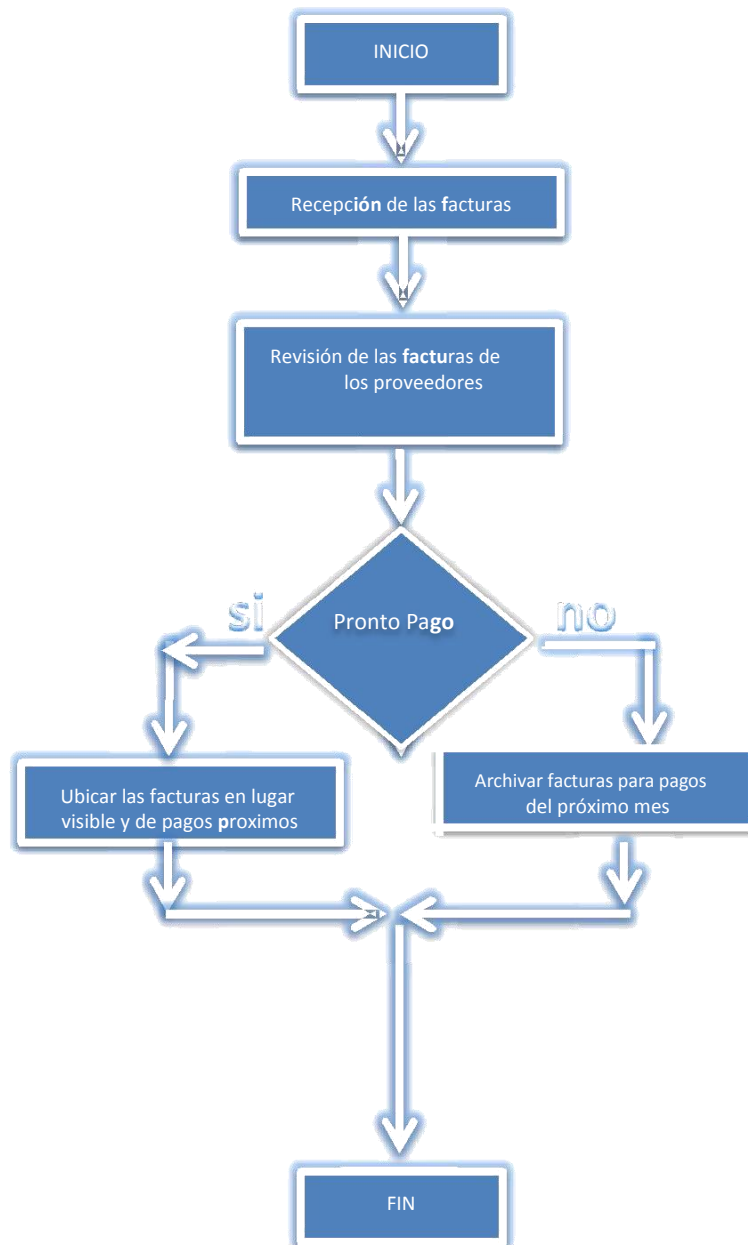 INICIO
Recepción de las facturas
Revisión de las facturas de
los proveedores
Pronto Pago
si
no
Ubicar las facturas en lugar
visible y de pagos proximos
Archivar facturas para pagos
del próximo mes
FIN